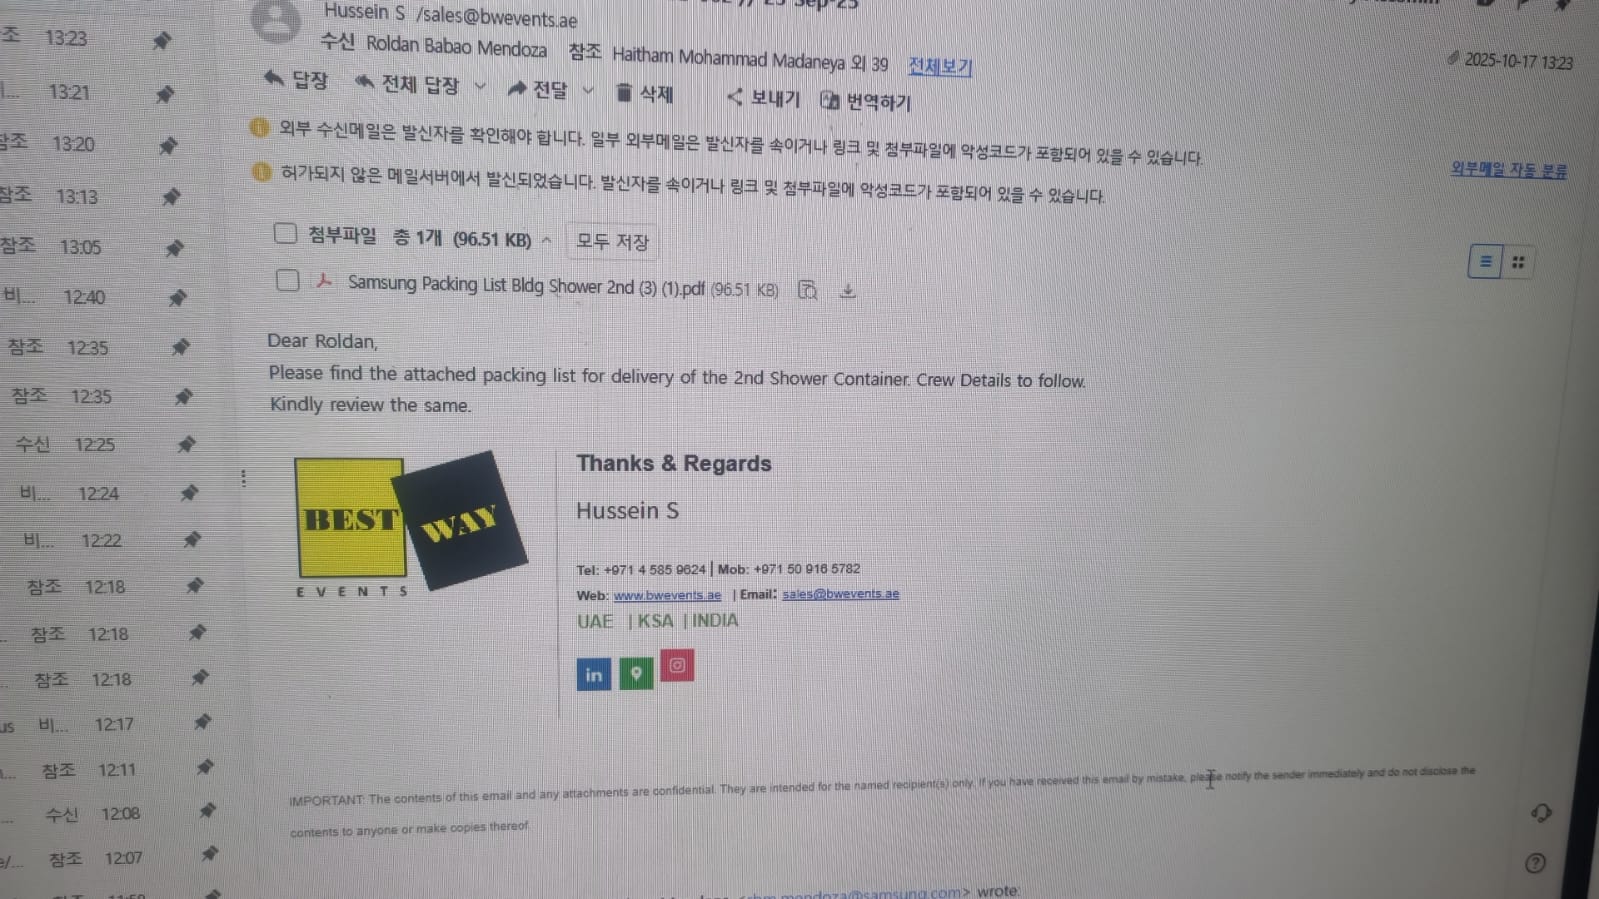 Hussein S /sales@bwevents.ae
수신 Roldan Babao Mendoza 참조 Haitham Mohammad Madaneya 외 39 전체보기
2025-10-17 13:23
답장 전체 답장 전달 삭제 보내기 번역하기
외부 수신메일은 발신자를 확인해야 합니다. 일부 외부메일은 발신자를 속이거나 링크 및 첨부파일에 악성코드가 포함되어 있을 수 있습니다.
외부메일 자동 분류
허가되지 않은 메일서버에서 발신되었습니다. 발신자를 속이거나 링크 및 첨부파일에 악성코드가 포함되어 있을 수 있습니다.
첨부파일 총 1개 (96.51 KB) 모두 저장
Samsung Packing List Bldg Shower 2nd (3) (1).pdf (96.51 KB)
Dear Roldan,
Please find the attached packing list for delivery of the 2nd Shower Container. Crew Details to follow.
Kindly review the same.
BEST WAY
EVENTS
Thanks & Regards
Hussein S
Tel: +971 4 585 9624 | Mob: +971 50 916 5782
Web: www.bwevents.ae | Email: sales@bwevents.ae
UAE | KSA | INDIA
in
IMPORTANT: The contents of this email and any attachments are confidential. They are intended for the named recipient(s) only. If you have received this email by mistake, please notify the sender immediately and do not disclose the
contents to anyone or make copies thereof.
wrote:
조 13:23
... 13:21
참조 13:20
참조 13:13
참조 13:05
비... 12:40
참조 12:35
참조 12:35
수신 12:25
비... 12:24
비... 12:22
참조 12:18
참조 12:18
참조 12:18
us 비... 12:17
참조 12:11
수신 12:08
참조 12:07